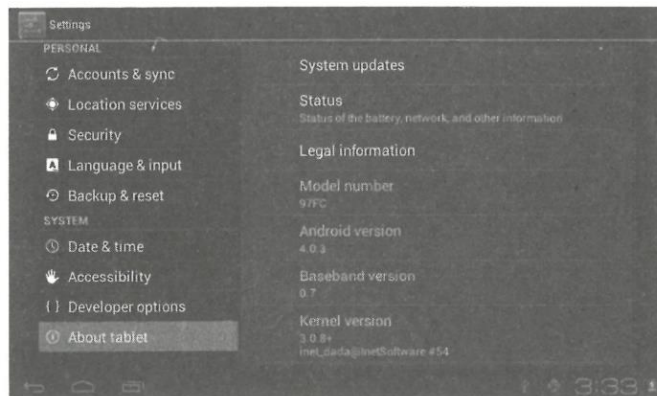 Settings
PERSONAL
Accounts & sync
Location services
Security
Language & input
Backup & reset
SYSTEM
Date & time
Accessibility
{ } Developer options
About tablet
System updates
Status
Status of the battery, network, and other information
Legal information
Model number
97FC
Android version
4.0.3
Baseband version
0.7
Kernel version
3.0.8+
inet_dada@InetSoftware #54
3:33